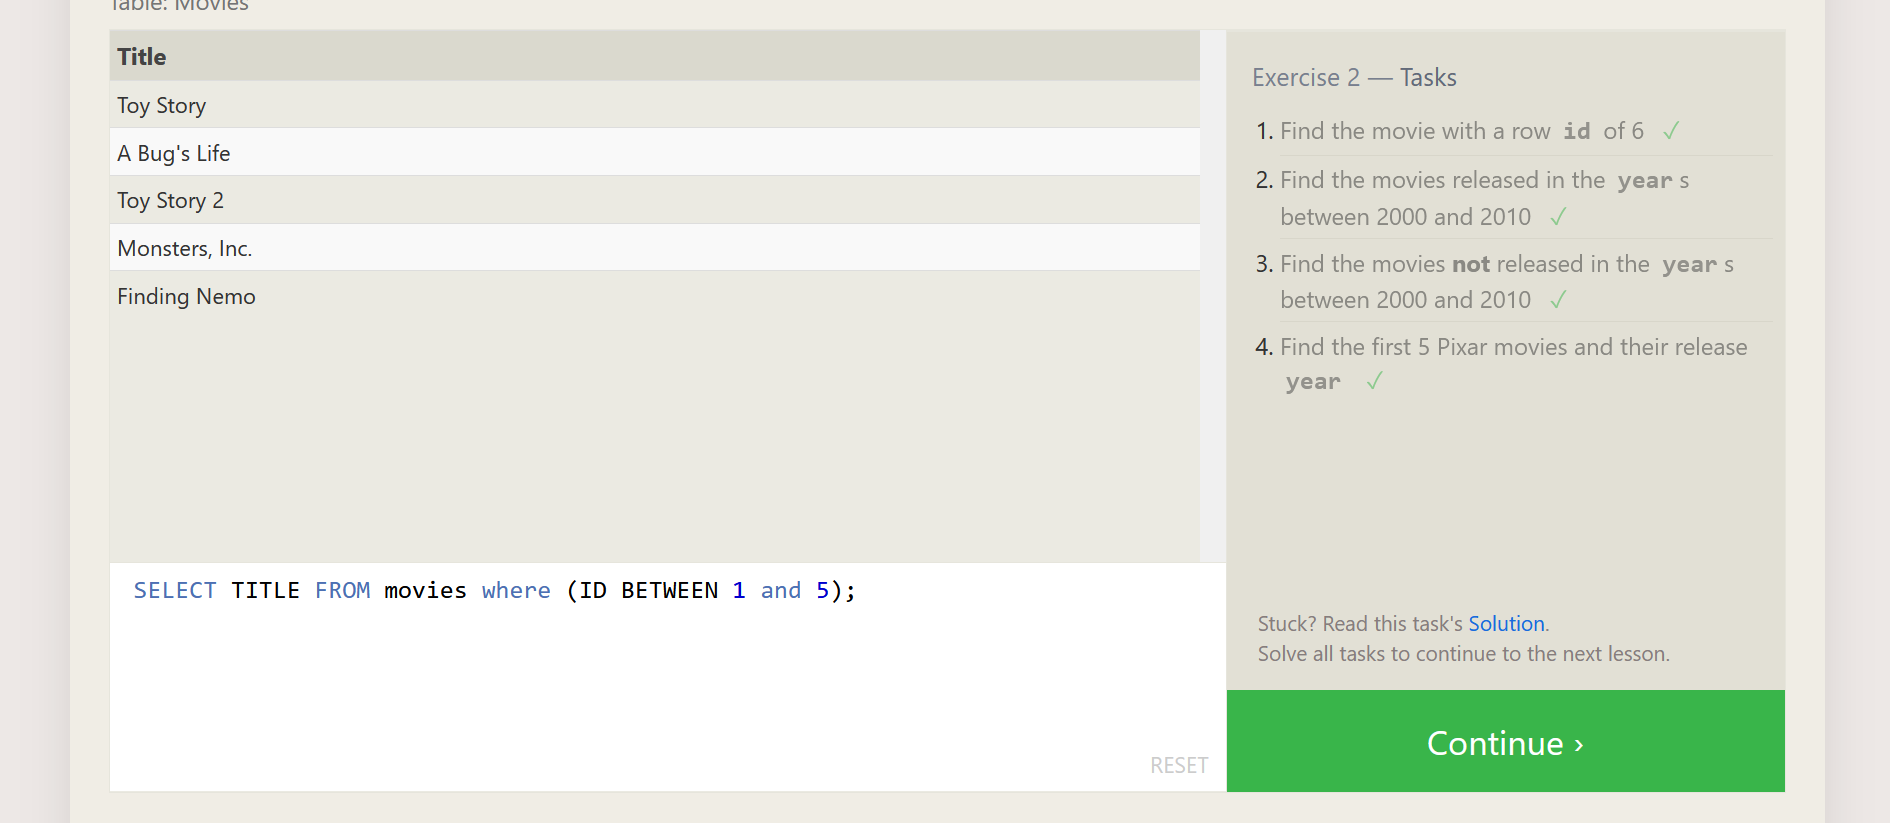 Table: Movies
Title
Toy Story
A Bug's Life
Toy Story 2
Monsters, Inc.
Finding Nemo
SELECT TITLE FROM movies where (ID BETWEEN 1 and 5);
RESET
Exercise 2 — Tasks
1. Find the movie with a row id of 6 ✓
2. Find the movies released in the year s
between 2000 and 2010 ✓
3. Find the movies not released in the year s
between 2000 and 2010 ✓
4. Find the first 5 Pixar movies and their release
year ✓
Stuck? Read this task's Solution.
Solve all tasks to continue to the next lesson.
Continue ›